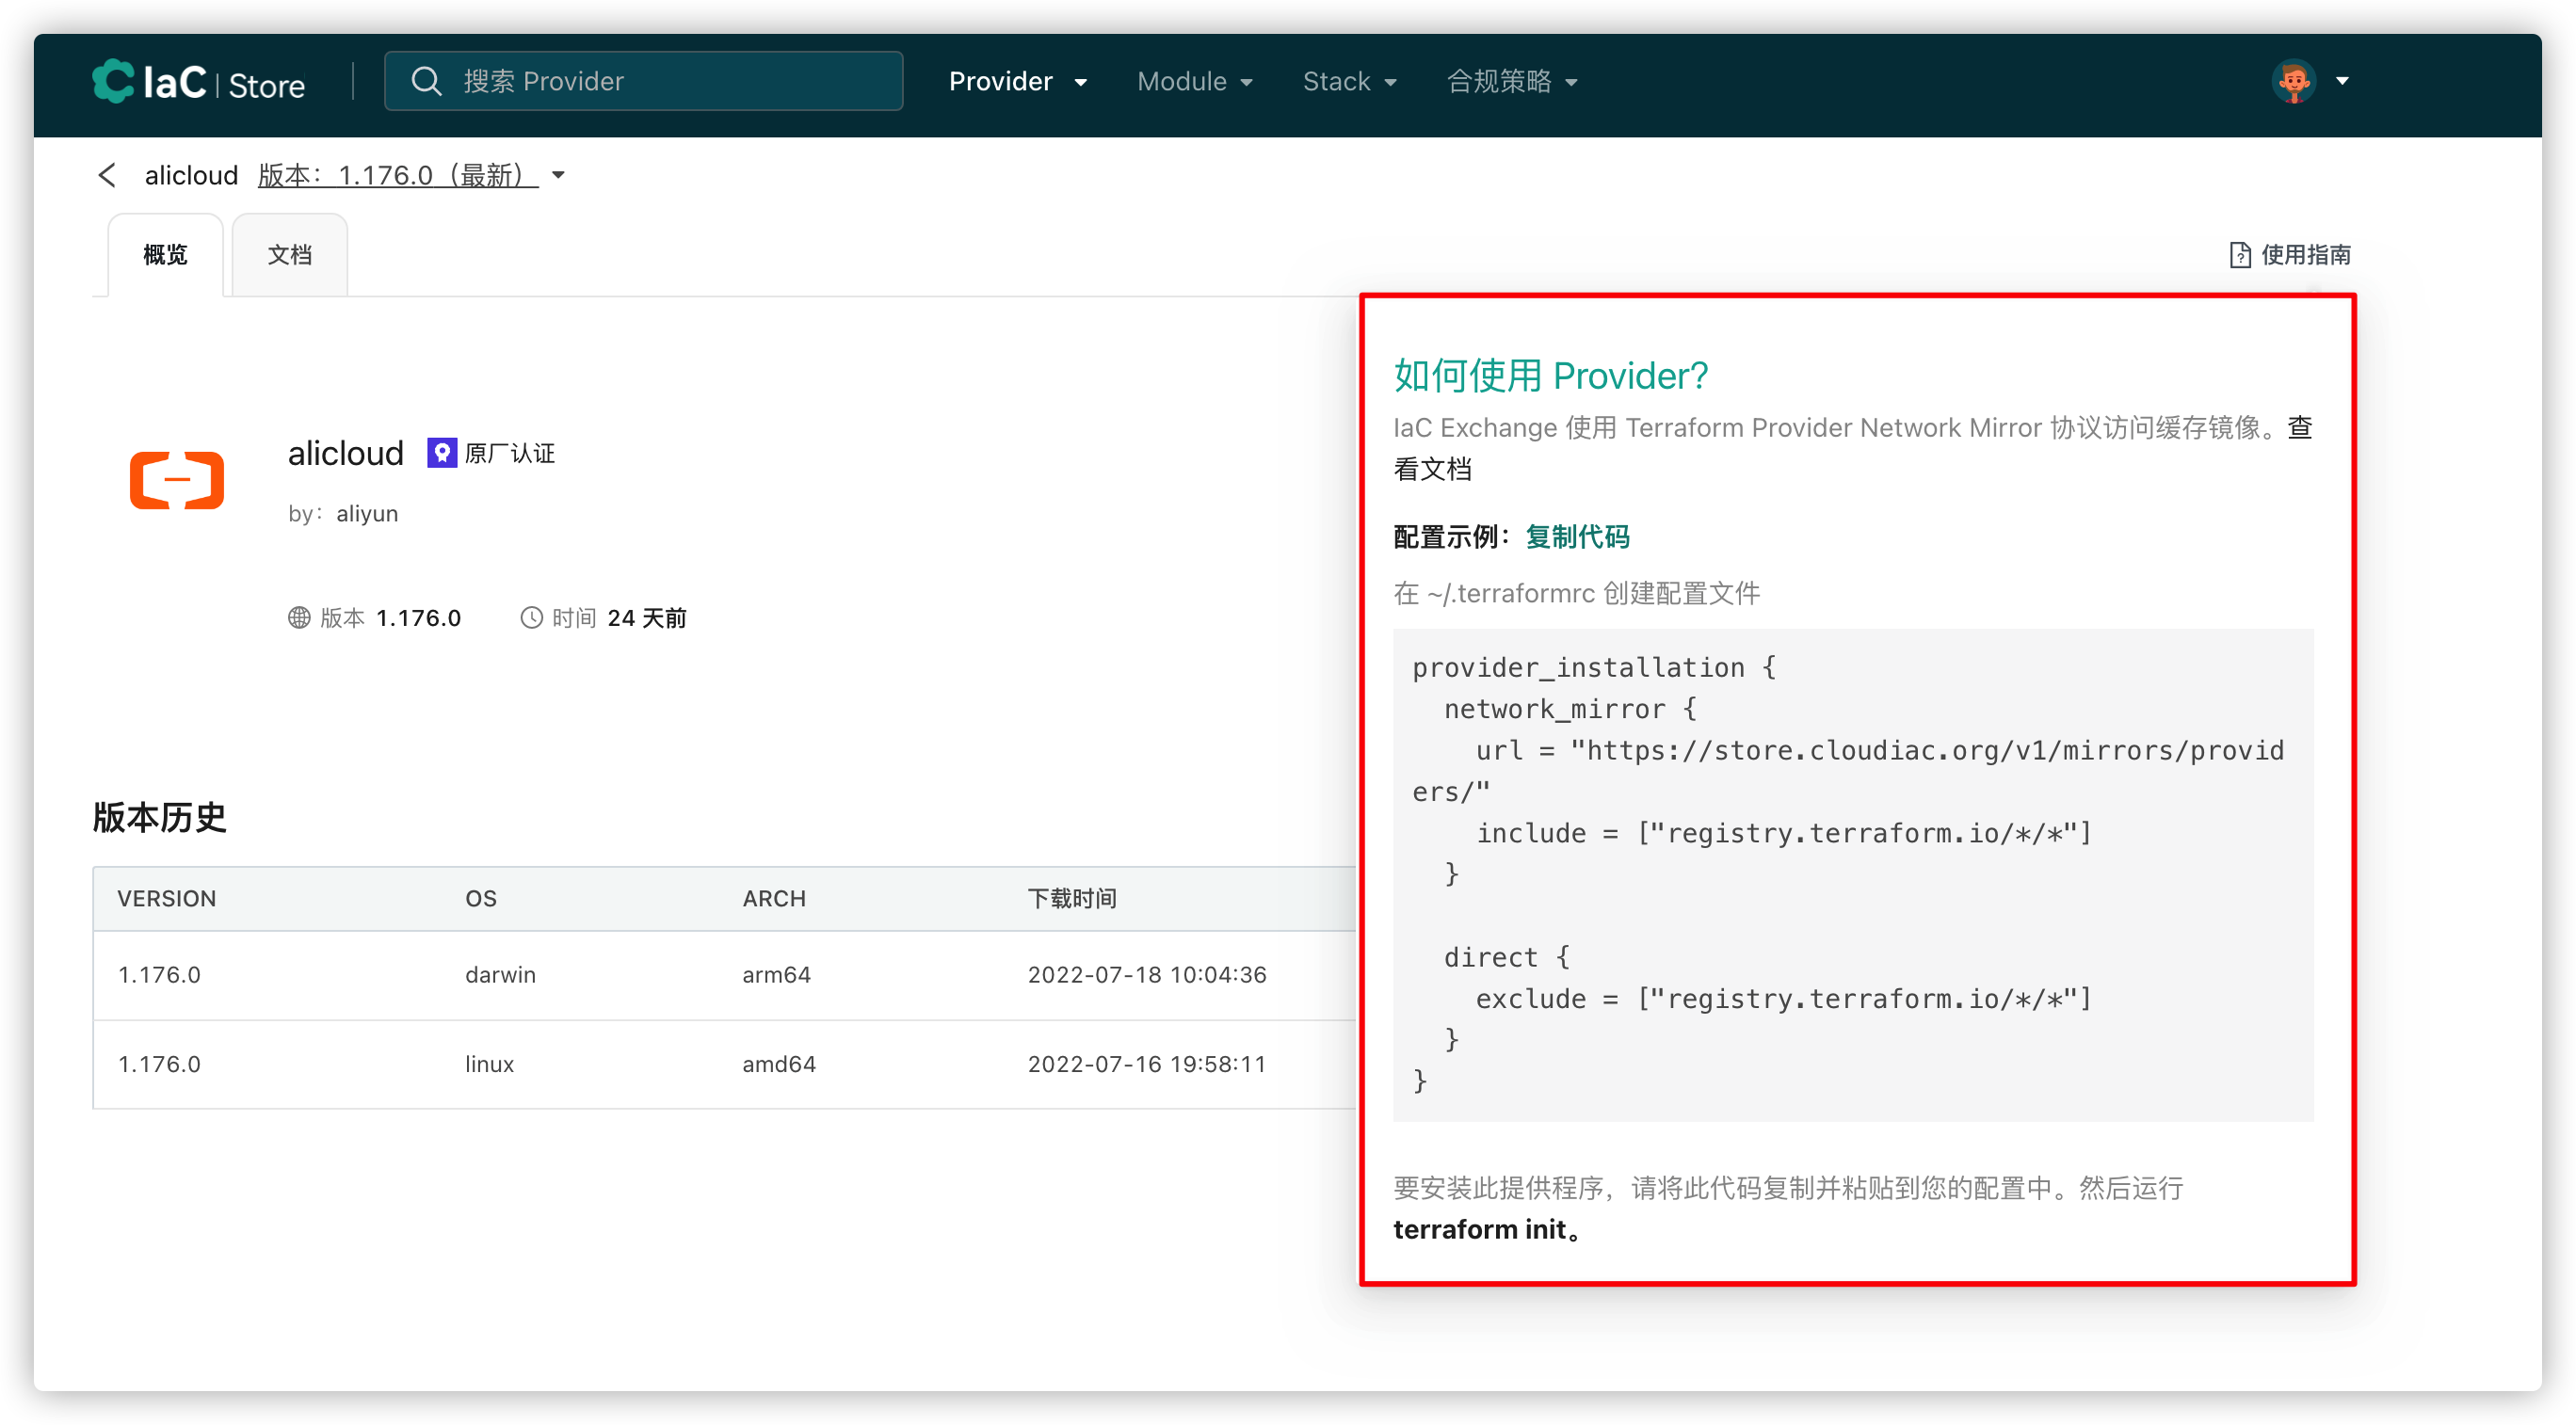 IaC | Store
搜索 Provider
Provider
Module
Stack
合规策略
alicloud 版本：1.176.0（最新）
概览
文档
使用指南
alicloud 原厂认证
by：aliyun
版本 1.176.0 时间 24 天前
版本历史
VERSION OS ARCH 下载时间
1.176.0 darwin arm64 2022-07-18 10:04:36
1.176.0 linux amd64 2022-07-16 19:58:11
如何使用 Provider?
IaC Exchange 使用 Terraform Provider Network Mirror 协议访问缓存镜像。查
看文档
配置示例：复制代码
在 ~/.terraformrc 创建配置文件
provider_installation {
  network_mirror {
    url = "https://store.cloudiac.org/v1/mirrors/provid
ers/"
    include = ["registry.terraform.io/*/*"]
  }
  direct {
    exclude = ["registry.terraform.io/*/*"]
  }
}
要安装此提供程序，请将此代码复制并粘贴到您的配置中。然后运行
terraform init。